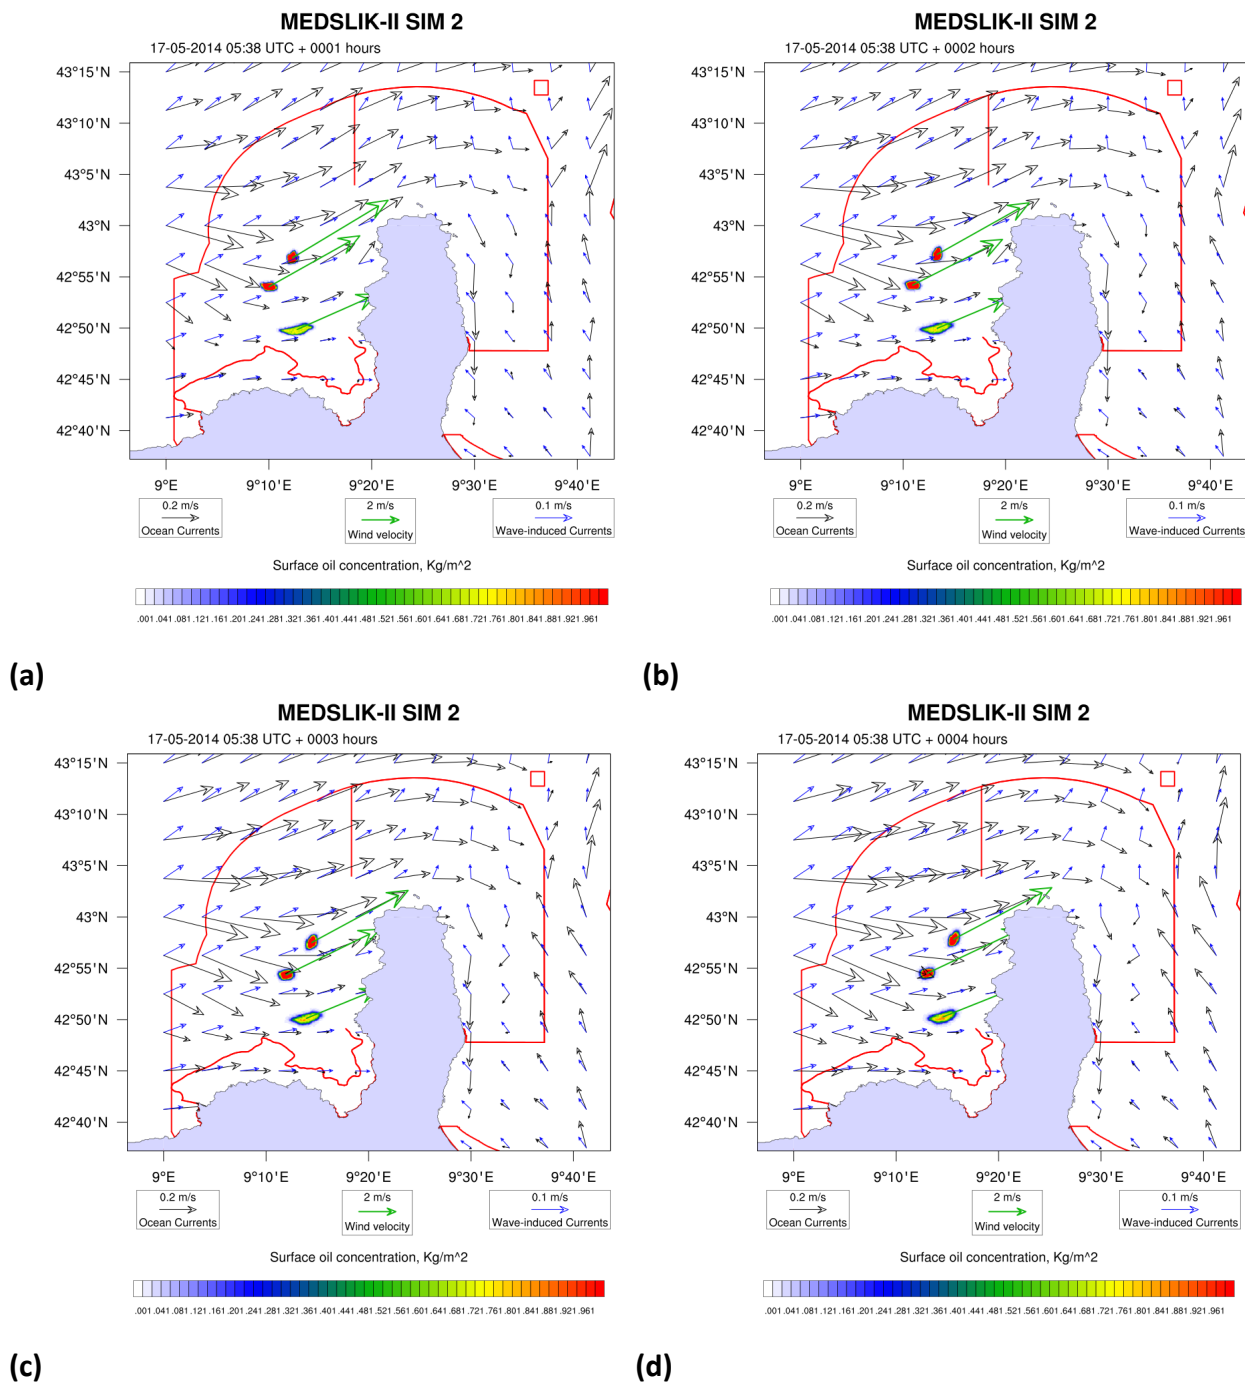 MEDSLIK-II SIM 2
17-05-2014 05:38 UTC + 0001 hours
43°15'N
43°10'N
43°5'N
43°N
42°55'N
42°50'N
42°45'N
42°40'N
9°E 9°10'E 9°20'E 9°30'E 9°40'E
0.2 m/s
Ocean Currents
2 m/s
Wind velocity
0.1 m/s
Wave-induced Currents
Surface oil concentration, Kg/m^2
.001.041.081.121.161.201.241.281.321.361.401.441.481.521.561.601.641.681.721.761.801.841.881.921.961
(a)
MEDSLIK-II SIM 2
17-05-2014 05:38 UTC + 0002 hours
43°15'N
43°10'N
43°5'N
43°N
42°55'N
42°50'N
42°45'N
42°40'N
9°E 9°10'E 9°20'E 9°30'E 9°40'E
0.2 m/s
Ocean Currents
2 m/s
Wind velocity
0.1 m/s
Wave-induced Currents
Surface oil concentration, Kg/m^2
.001.041.081.121.161.201.241.281.321.361.401.441.481.521.561.601.641.681.721.761.801.841.881.921.961
(b)
MEDSLIK-II SIM 2
17-05-2014 05:38 UTC + 0003 hours
43°15'N
43°10'N
43°5'N
43°N
42°55'N
42°50'N
42°45'N
42°40'N
9°E 9°10'E 9°20'E 9°30'E 9°40'E
0.2 m/s
Ocean Currents
2 m/s
Wind velocity
0.1 m/s
Wave-induced Currents
Surface oil concentration, Kg/m^2
.001.041.081.121.161.201.241.281.321.361.401.441.481.521.561.601.641.681.721.761.801.841.881.921.961
(c)
MEDSLIK-II SIM 2
17-05-2014 05:38 UTC + 0004 hours
43°15'N
43°10'N
43°5'N
43°N
42°55'N
42°50'N
42°45'N
42°40'N
9°E 9°10'E 9°20'E 9°30'E 9°40'E
0.2 m/s
Ocean Currents
2 m/s
Wind velocity
0.1 m/s
Wave-induced Currents
Surface oil concentration, Kg/m^2
.001.041.081.121.161.201.241.281.321.361.401.441.481.521.561.601.641.681.721.761.801.841.881.921.961
(d)